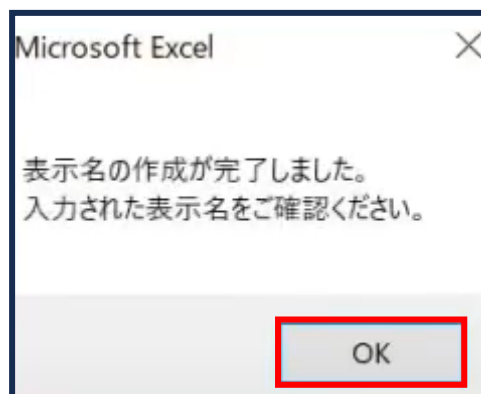 Microsoft Excel
表示名の作成が完了しました。
入力された表示名をご確認ください。
OK